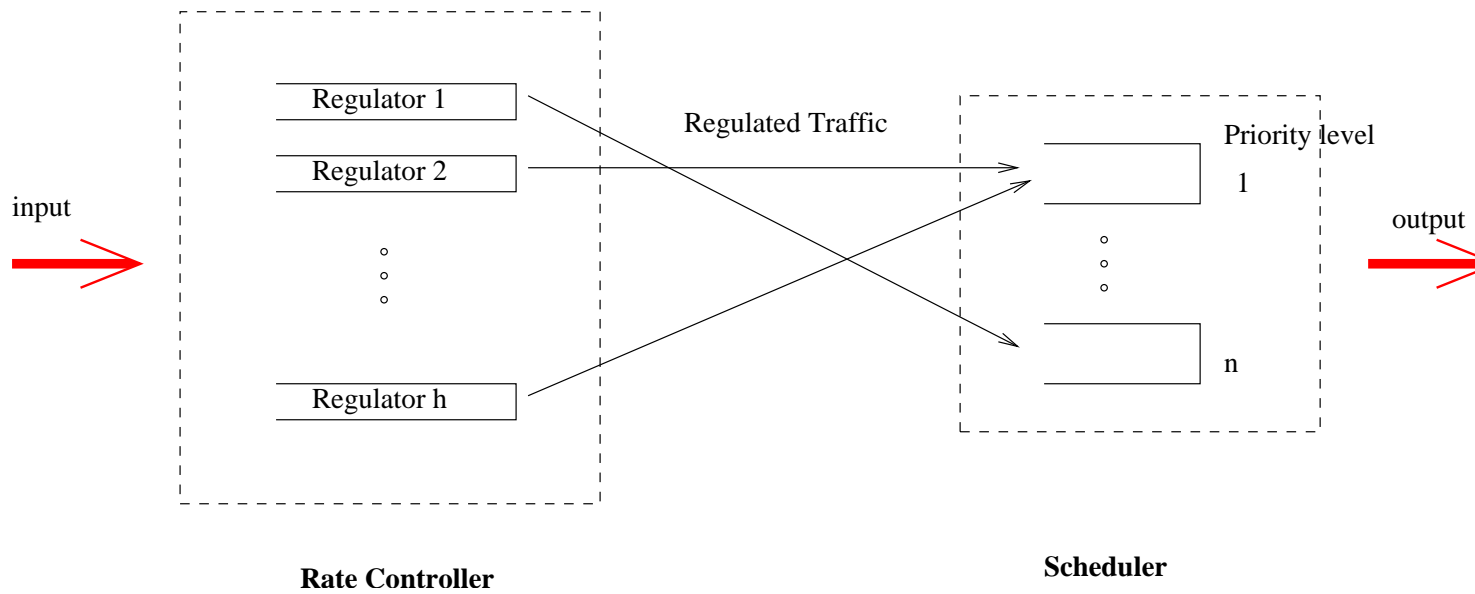 input
Regulator 1
Regulator 2
Regulator h
Rate Controller
Regulated Traffic
Priority level
1
n
Scheduler
output